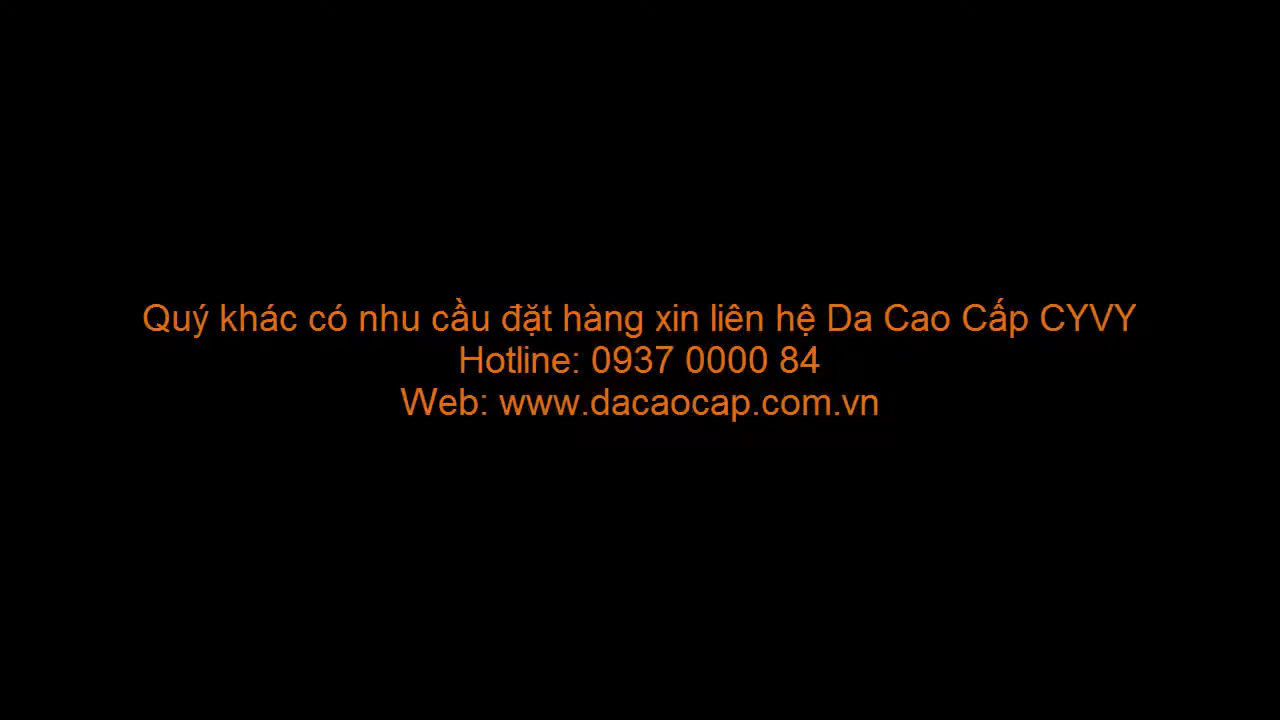 Quý khác có nhu cầu đặt hàng xin liên hệ Da Cao Cấp CYVY
Hotline: 0937 0000 84
Web: www.dacaocap.com.vn